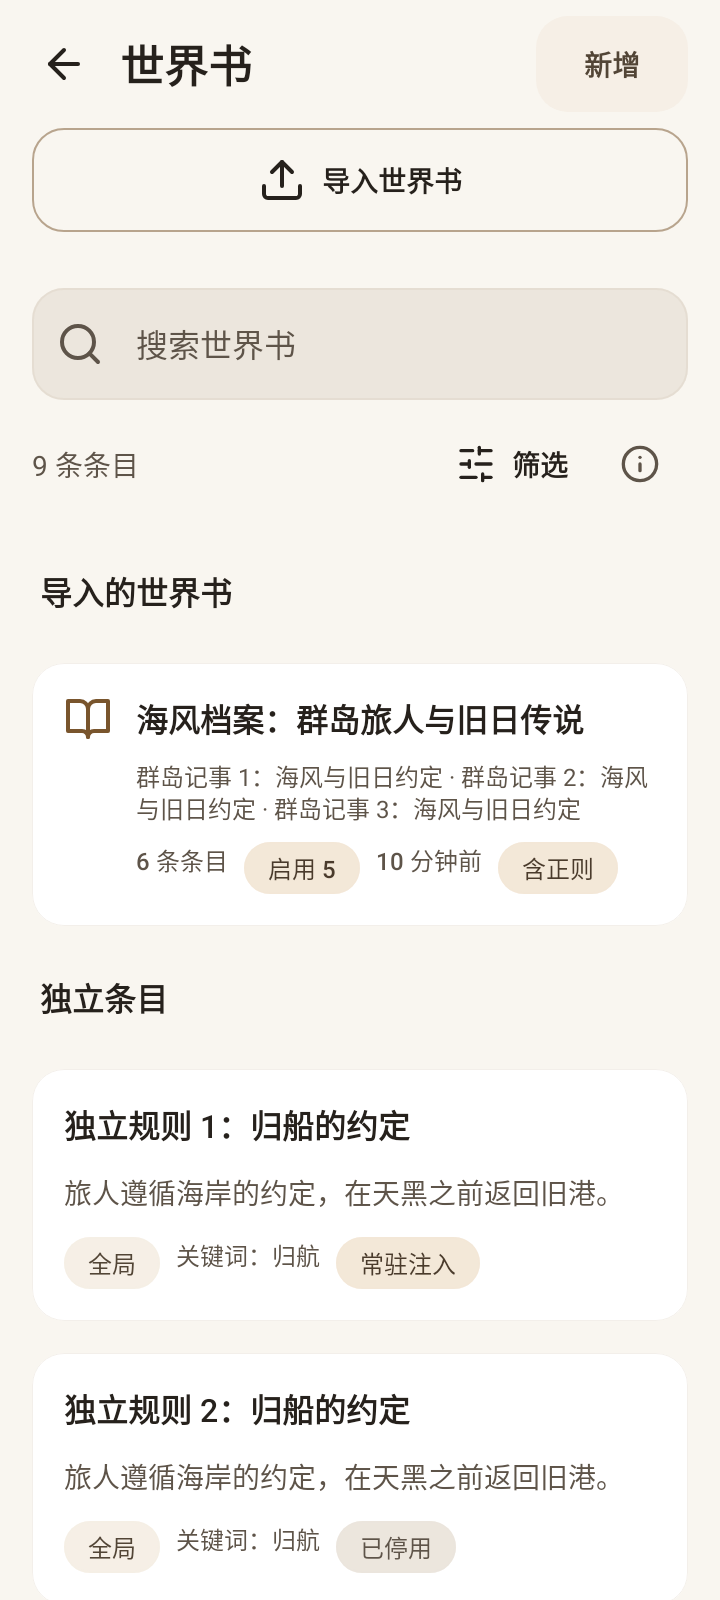 世界书
新增
导入世界书
搜索世界书
9 条条目
筛选
导入的世界书
海风档案：群岛旅人与旧日传说
群岛记事 1：海风与旧日约定 · 群岛记事 2：海风
与旧日约定 · 群岛记事 3：海风与旧日约定
6 条条目 启用 5 10 分钟前 含正则
独立条目
独立规则 1：归船的约定
旅人遵循海岸的约定，在天黑之前返回旧港。
全局 关键词：归航 常驻注入
独立规则 2：归船的约定
旅人遵循海岸的约定，在天黑之前返回旧港。
全局 关键词：归航 已停用